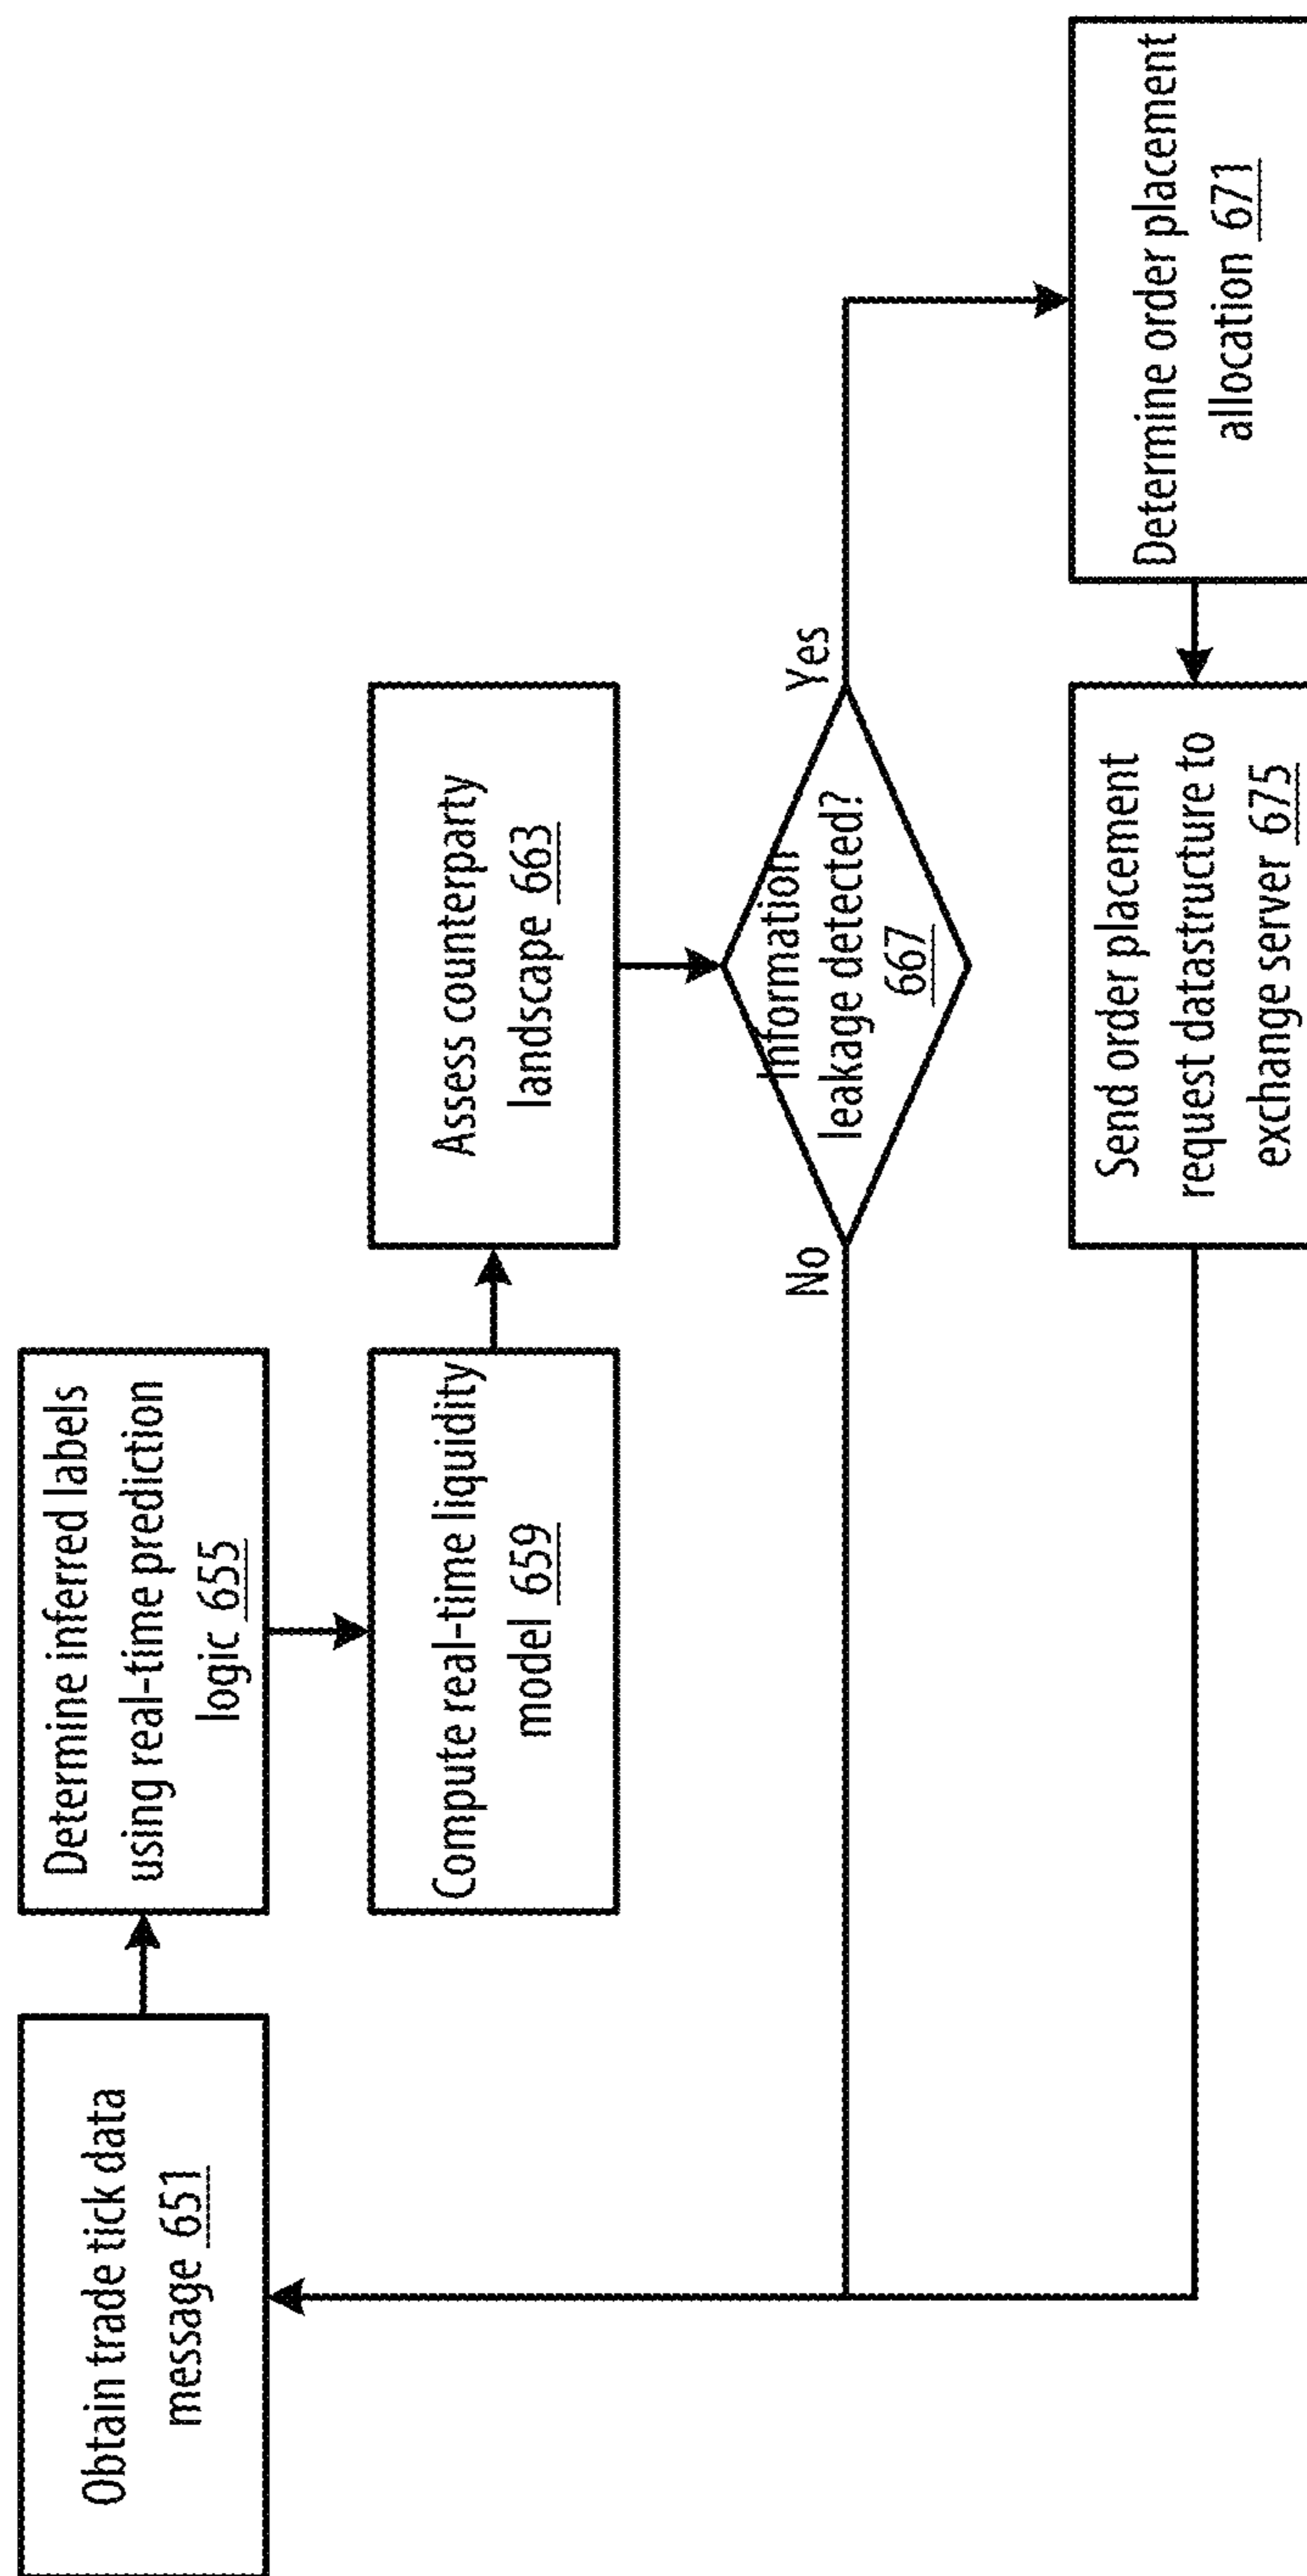 Obtain trade tick data
message 651
Determine inferred labels
using real-time prediction
logic 655
Compute real-time liquidity
model 659
Assess counterparty
landscape 663
Information
leakage detected?
667
No
Yes
Determine order placement
allocation 671
Send order placement
request datastructure to
exchange server 675